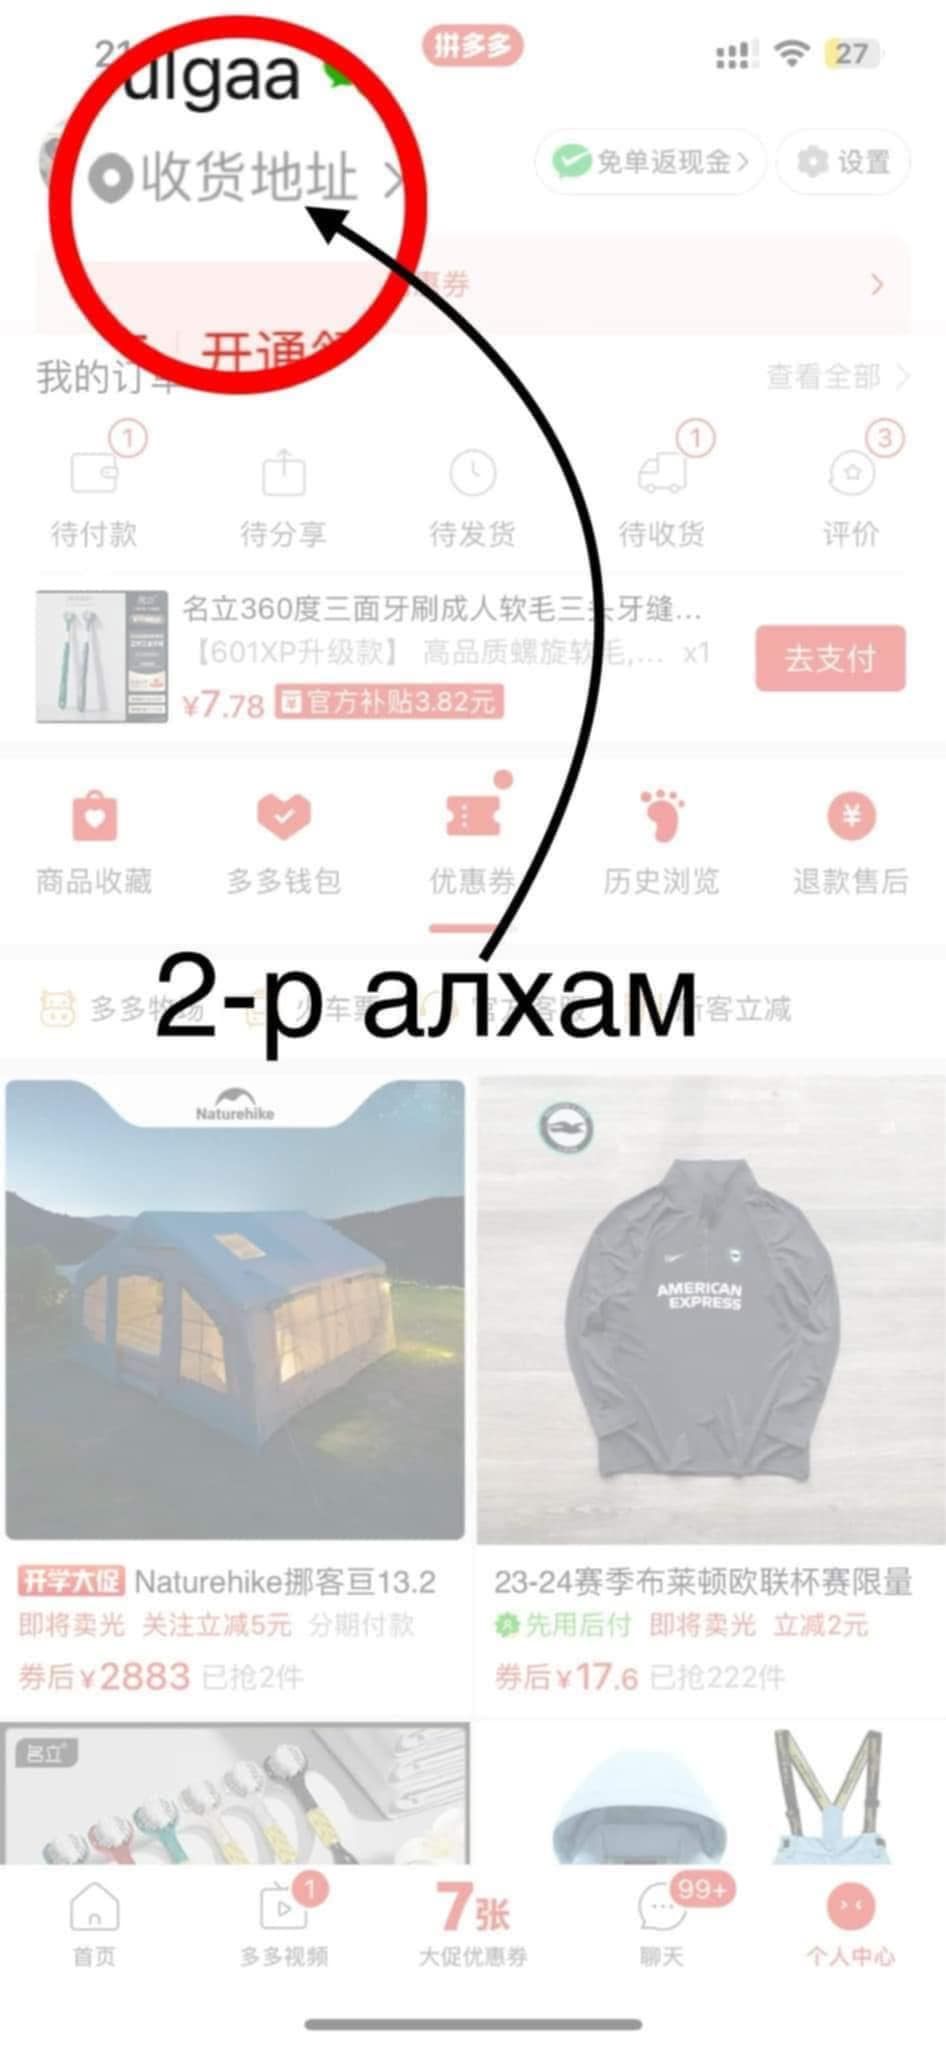 拼多多
27
ulgaa
收货地址
免单返现金
设置
惠券
开通
我的订单
查看全部
1
1
3
待付款
待分享
待发货
待收货
评价
名立360度三面牙刷成人软毛三头牙缝...
【601XP升级款】 高品质螺旋软毛,... x1
¥7.78 官方补贴3.82元
去支付
商品收藏
多多钱包
优惠券
历史浏览
退款售后
2-р алхам
多多牧场
火车票
官方客服
新客立减
Naturehike
AMERICAN
EXPRESS
开学大促 Naturehike挪客亘13.2
即将卖光 关注立减5元 分期付款
券后¥2883 已抢2件
23-24赛季布莱顿欧联杯赛限量
先用后付 即将卖光 立减2元
券后¥17.6 已抢222件
名立
1
7张
99+
首页
多多视频
大促优惠券
聊天
个人中心